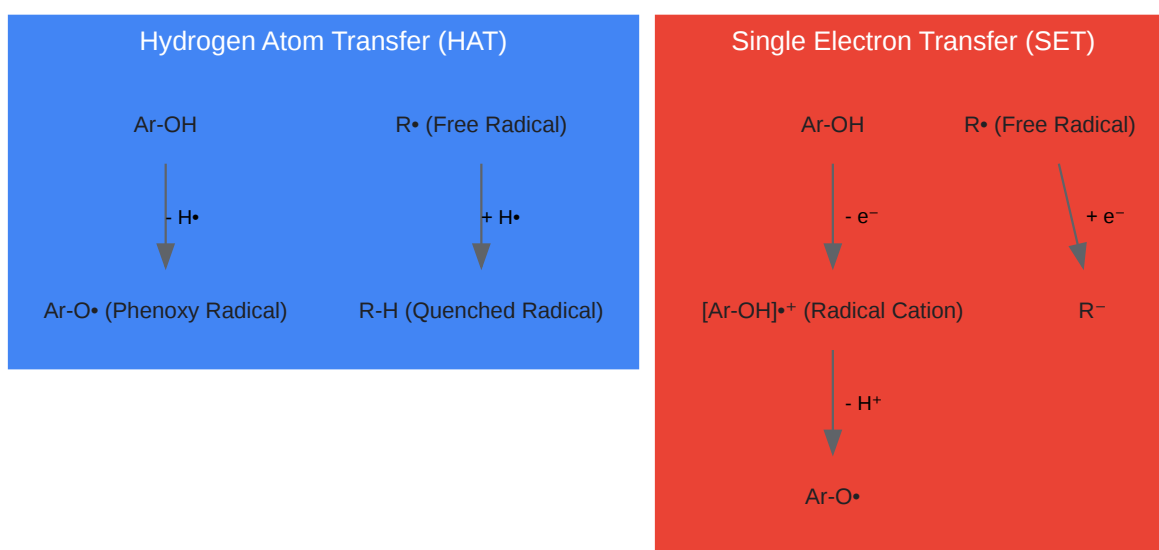 Hydrogen Atom Transfer (HAT)
Ar-OH
R• (Free Radical)
- H•
+ H•
Ar-O• (Phenoxy Radical)
R-H (Quenched Radical)
Single Electron Transfer (SET)
Ar-OH
R• (Free Radical)
- e⁻
+ e⁻
[Ar-OH]•⁺ (Radical Cation)
R⁻
- H⁺
Ar-O•